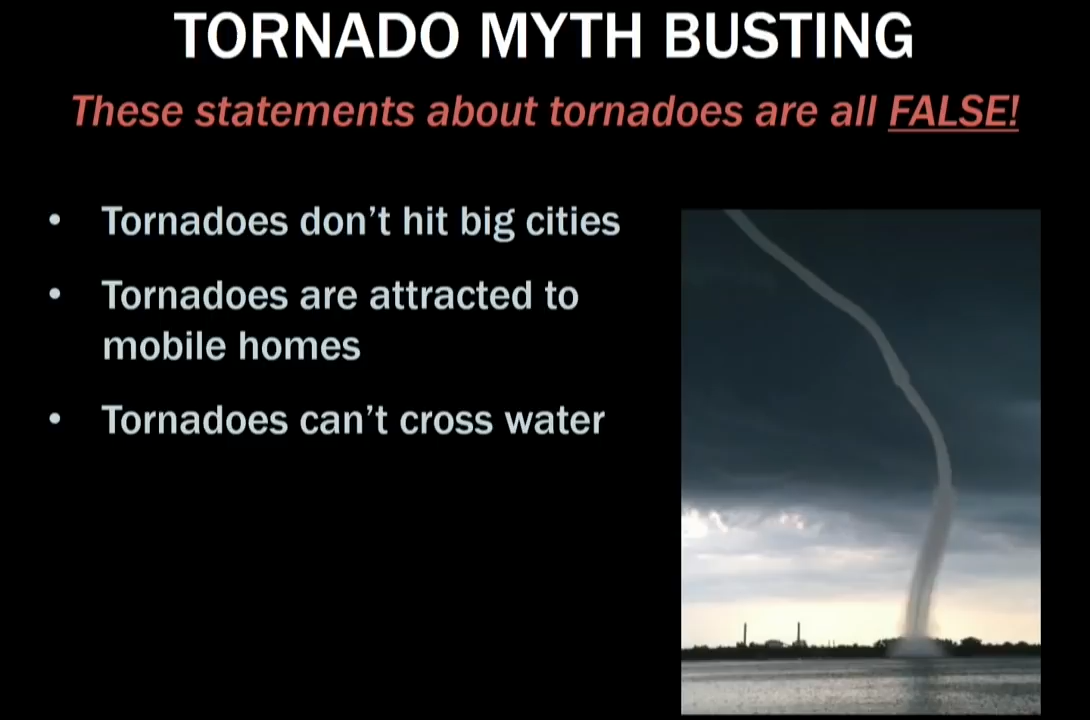 TORNADO MYTH BUSTING
These statements about tornadoes are all FALSE!
• Tornadoes don’t hit big cities
• Tornadoes are attracted to
mobile homes
• Tornadoes can’t cross water